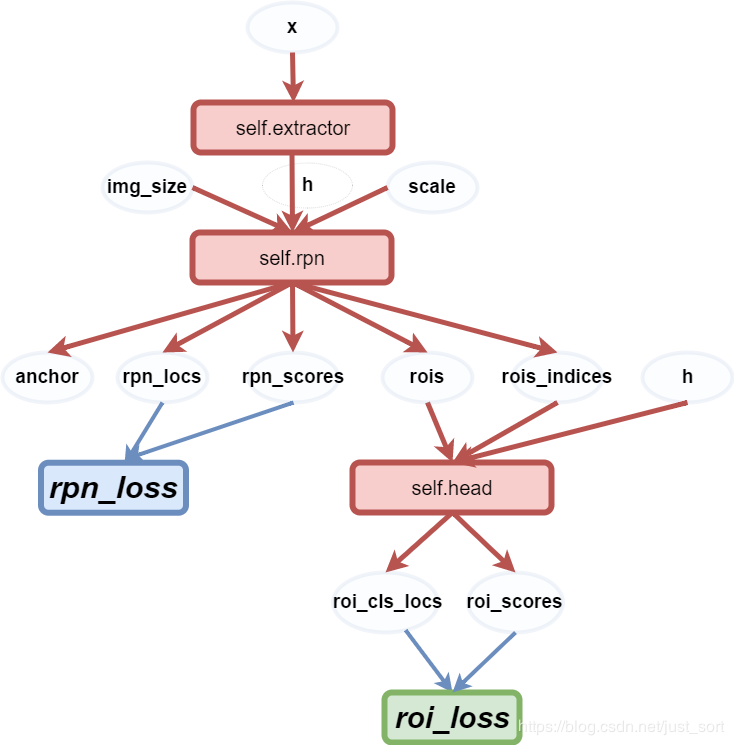 x
self.extractor
img_size
h
scale
self.rpn
anchor
rpn_locs
rpn_scores
rois
rois_indices
h
rpn_loss
self.head
roi_cls_locs
roi_scores
roi_loss
https://blog.csdn.net/just_sort